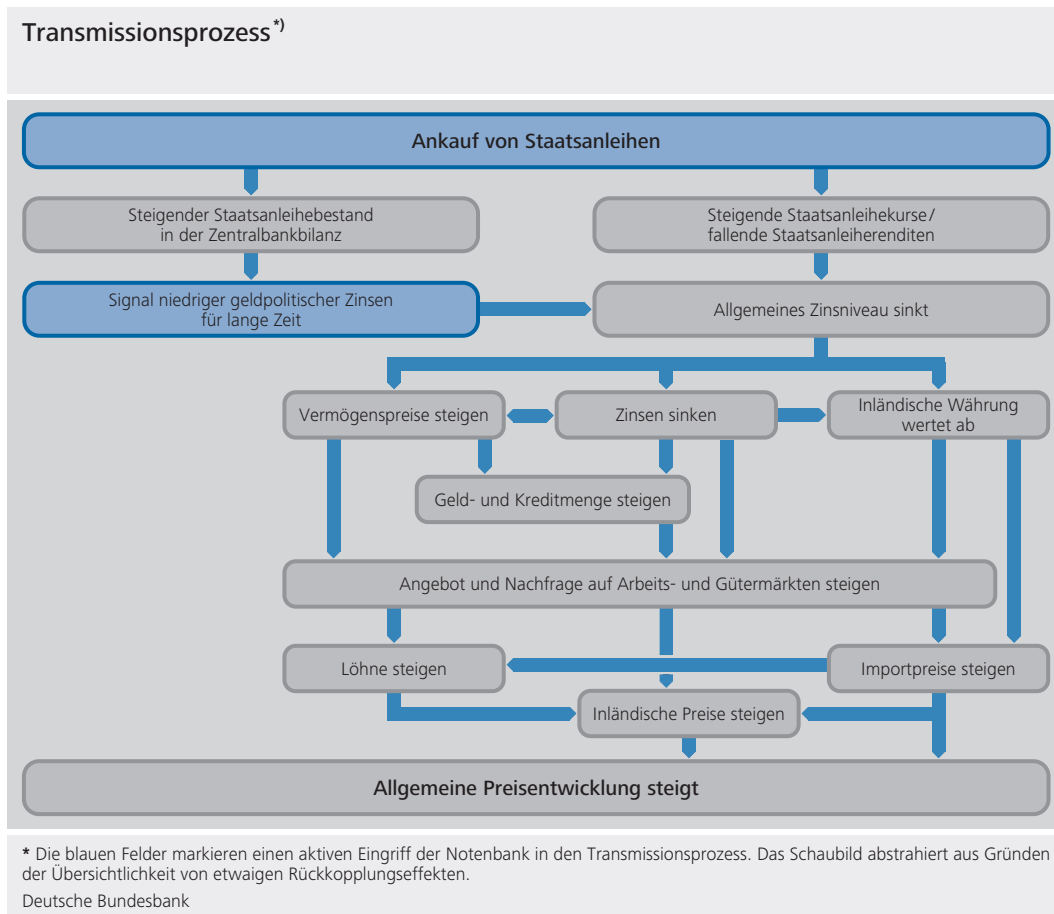 Transmissionsprozess*)
Ankauf von Staatsanleihen
Steigender Staatsanleihebestand
in der Zentralbankbilanz
Steigende Staatsanleihekurse/
fallende Staatsanleiherenditen
Signal niedriger geldpolitischer Zinsen
für lange Zeit
Allgemeines Zinsniveau sinkt
Vermögenspreise steigen
Zinsen sinken
Inländische Währung
wertet ab
Geld- und Kreditmenge steigen
Angebot und Nachfrage auf Arbeits- und Gütermärkten steigen
Löhne steigen
Importpreise steigen
Inländische Preise steigen
Allgemeine Preisentwicklung steigt
* Die blauen Felder markieren einen aktiven Eingriff der Notenbank in den Transmissionsprozess. Das Schaubild abstrahiert aus Gründen
der Übersichtlichkeit von etwaigen Rückkopplungseffekten.
Deutsche Bundesbank